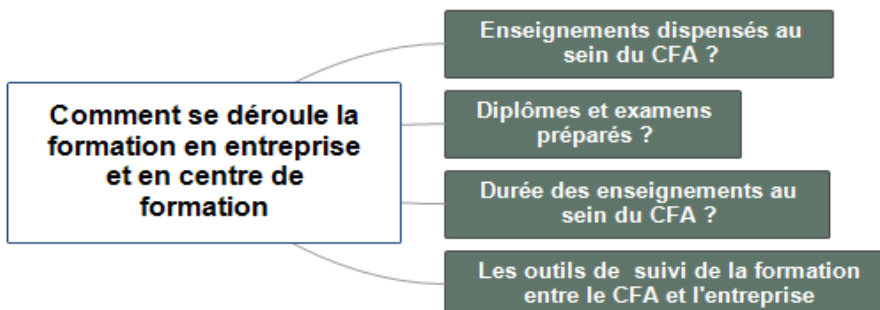 Comment se déroule la
formation en entreprise
et en centre de
formation
Enseignements dispensés au
sein du CFA ?
Diplômes et examens
préparés ?
Durée des enseignements au
sein du CFA ?
Les outils de  suivi de la formation
entre le CFA et l'entreprise